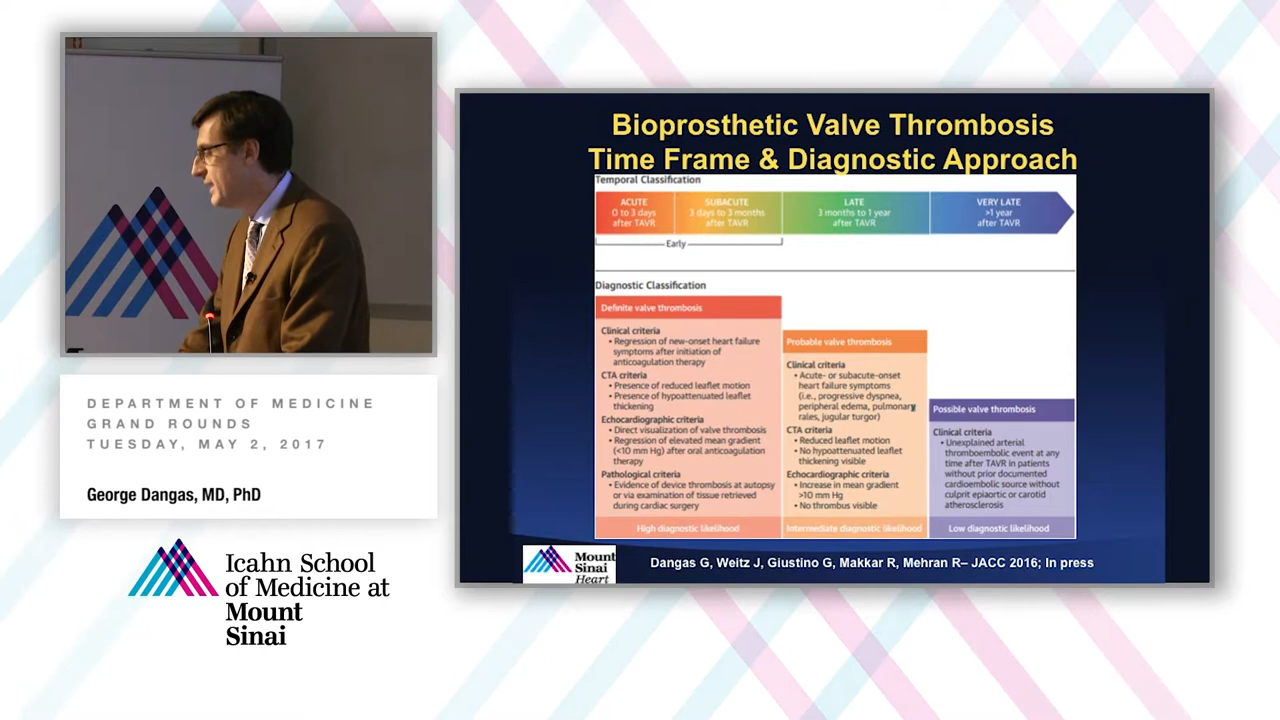 DEPARTMENT OF MEDICINE
GRAND ROUNDS
TUESDAY, MAY 2, 2017
George Dangas, MD, PhD
Icahn School
of Medicine at
Mount
Sinai
Bioprosthetic Valve Thrombosis
Time Frame & Diagnostic Approach
Temporal Classification
ACUTE
0 to 3 days
after TAVR
SUBACUTE
3 days to 3 months
after TAVR
LATE
3 months to 1 year
after TAVR
VERY LATE
>1 year
after TAVR
Early
Diagnostic Classification
Definite valve thrombosis
Clinical criteria
• Regression of new-onset heart failure
symptoms after initiation of
anticoagulation therapy
CTA criteria
• Presence of reduced leaflet motion
• Presence of hypoattenuated leaflet
thickening
Echocardiographic criteria
• Direct visualization of valve thrombosis
• Regression of elevated mean gradient
(<10 mm Hg) after oral anticoagulation
therapy
Pathological criteria
• Evidence of device thrombosis at autopsy
or via examination of tissue retrieved
during cardiac surgery
High diagnostic likelihood
Probable valve thrombosis
Clinical criteria
• Acute- or subacute-onset
heart failure symptoms
(i.e., progressive dyspnea,
peripheral edema, pulmonary
rales, jugular turgor)
CTA criteria
• Reduced leaflet motion
• No hypoattenuated leaflet
thickening visible
Echocardiographic criteria
• Increase in mean gradient
>10 mm Hg
• No thrombus visible
Intermediate diagnostic likelihood
Possible valve thrombosis
Clinical criteria
• Unexplained arterial
thromboembolic event at any
time after TAVR in patients
without prior documented
cardioembolic source without
culprit epiaortic or carotid
atherosclerosis
Low diagnostic likelihood
Mount
Sinai
Heart
Dangas G, Weitz J, Giustino G, Makkar R, Mehran R– JACC 2016; In press